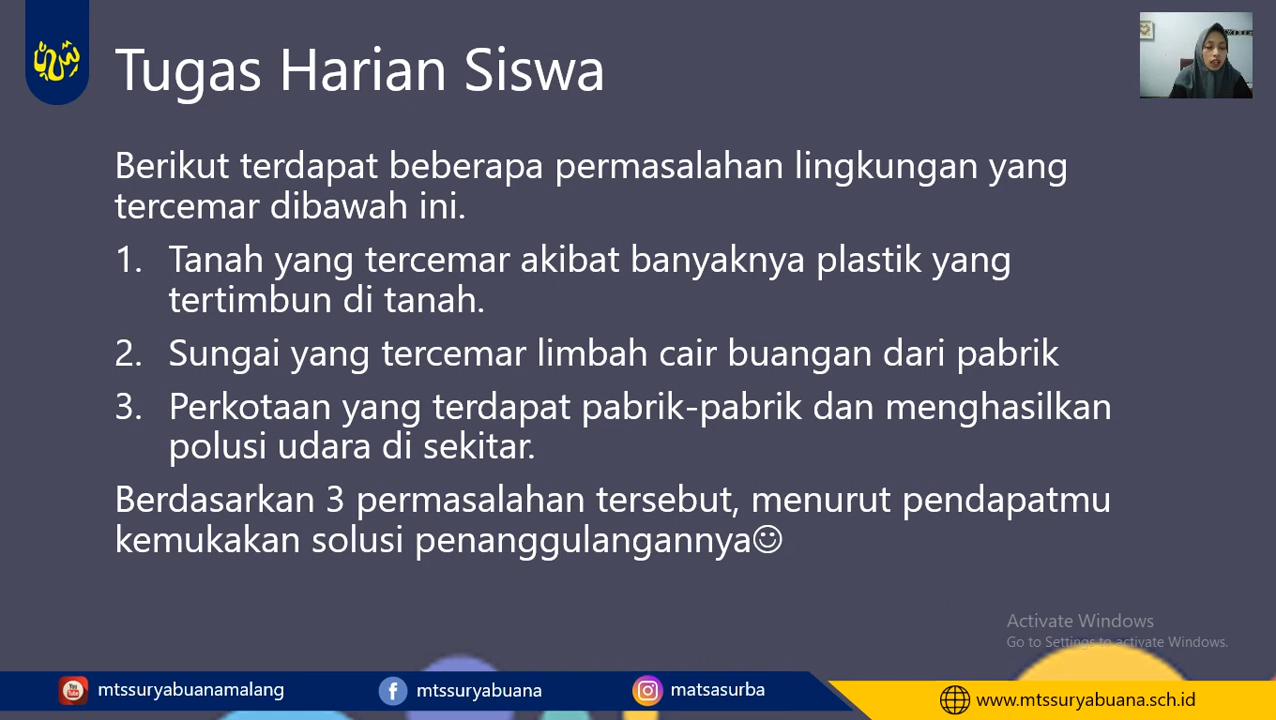 Tugas Harian Siswa
Berikut terdapat beberapa permasalahan lingkungan yang
tercemar dibawah ini.
1. Tanah yang tercemar akibat banyaknya plastik yang
tertimbun di tanah.
2. Sungai yang tercemar limbah cair buangan dari pabrik
3. Perkotaan yang terdapat pabrik-pabrik dan menghasilkan
polusi udara di sekitar.
Berdasarkan 3 permasalahan tersebut, menurut pendapatmu
kemukakan solusi penanggulangannya☺
Activate Windows
Go to Settings to activate Windows.
mtssuryabuanamalang
mtssuryabuana
matsasurba
www.mtssuryabuana.sch.id